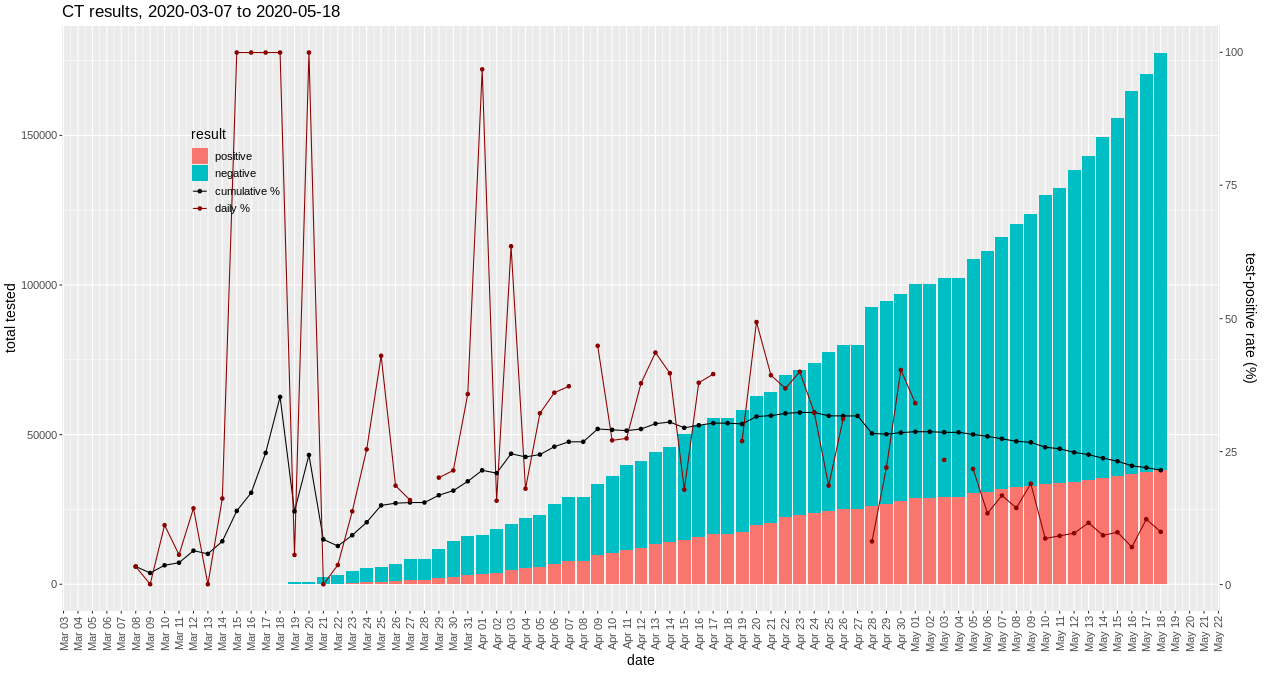 CT results, 2020-03-07 to 2020-05-18
total tested
150000
100000
50000
0
result
positive
negative
cumulative %
daily %
100
75
50
25
0
test-positive rate (%)
Mar 03
Mar 04
Mar 05
Mar 06
Mar 07
Mar 08
Mar 09
Mar 10
Mar 11
Mar 12
Mar 13
Mar 14
Mar 15
Mar 16
Mar 17
Mar 18
Mar 19
Mar 20
Mar 21
Mar 22
Mar 23
Mar 24
Mar 25
Mar 26
Mar 27
Mar 28
Mar 29
Mar 30
Mar 31
Apr 01
Apr 02
Apr 03
Apr 04
Apr 05
Apr 06
Apr 07
Apr 08
Apr 09
Apr 10
Apr 11
Apr 12
Apr 13
Apr 14
Apr 15
Apr 16
Apr 17
Apr 18
Apr 19
Apr 20
Apr 21
Apr 22
Apr 23
Apr 24
Apr 25
Apr 26
Apr 27
Apr 28
Apr 29
Apr 30
May 01
May 02
May 03
May 04
May 05
May 06
May 07
May 08
May 09
May 10
May 11
May 12
May 13
May 14
May 15
May 16
May 17
May 18
May 19
May 20
May 21
May 22
date